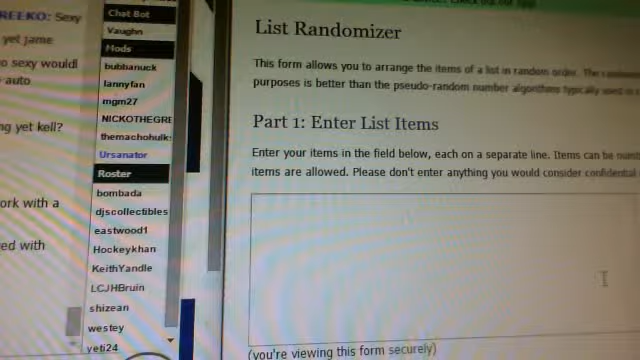 REEKO: Sexy
yet jame
o sexy wouldl
auto
ng yet kell?
ork with a
ed with
Chat Bot
Vaughn
Mods
bubbanuck
lannyfan
mgm27
NICKOTHEGRE
themachohulk
Ursanator
Roster
bombada
djscollectibles
eastwood1
Hockeykhan
KeithYandle
LCJHBruin
shizean
westey
yeti24
List Randomizer
This form allows you to arrange the items of a list in random order. The
purposes is better than the pseudo-random number algorithms typically used in
Part 1: Enter List Items
Enter your items in the field below, each on a separate line. Items can be num
items are allowed. Please don't enter anything you would consider confidential
(you're viewing this form securely)